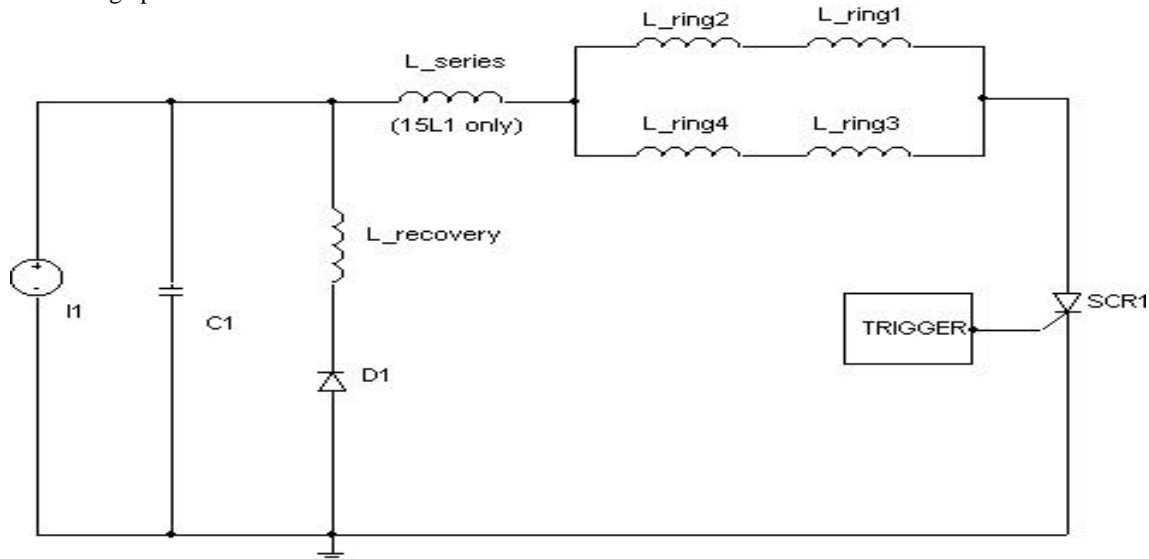 L_ring2
L_ring1
L_series
(15L1 only)
L_ring4
L_ring3
L_recovery
I1
C1
D1
TRIGGER
SCR1